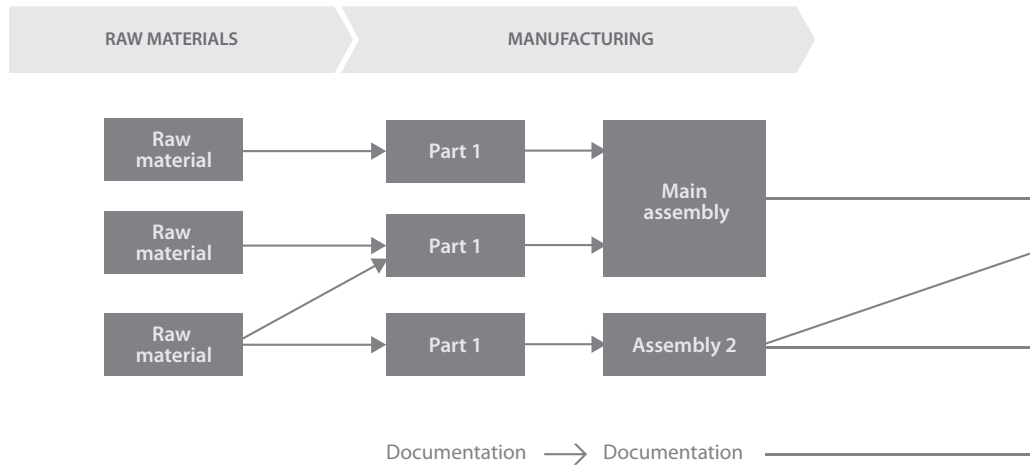 RAW MATERIALS
MANUFACTURING
Raw
material
Part 1
Main
assembly
Raw
material
Part 1
Raw
material
Part 1
Assembly 2
Documentation
Documentation